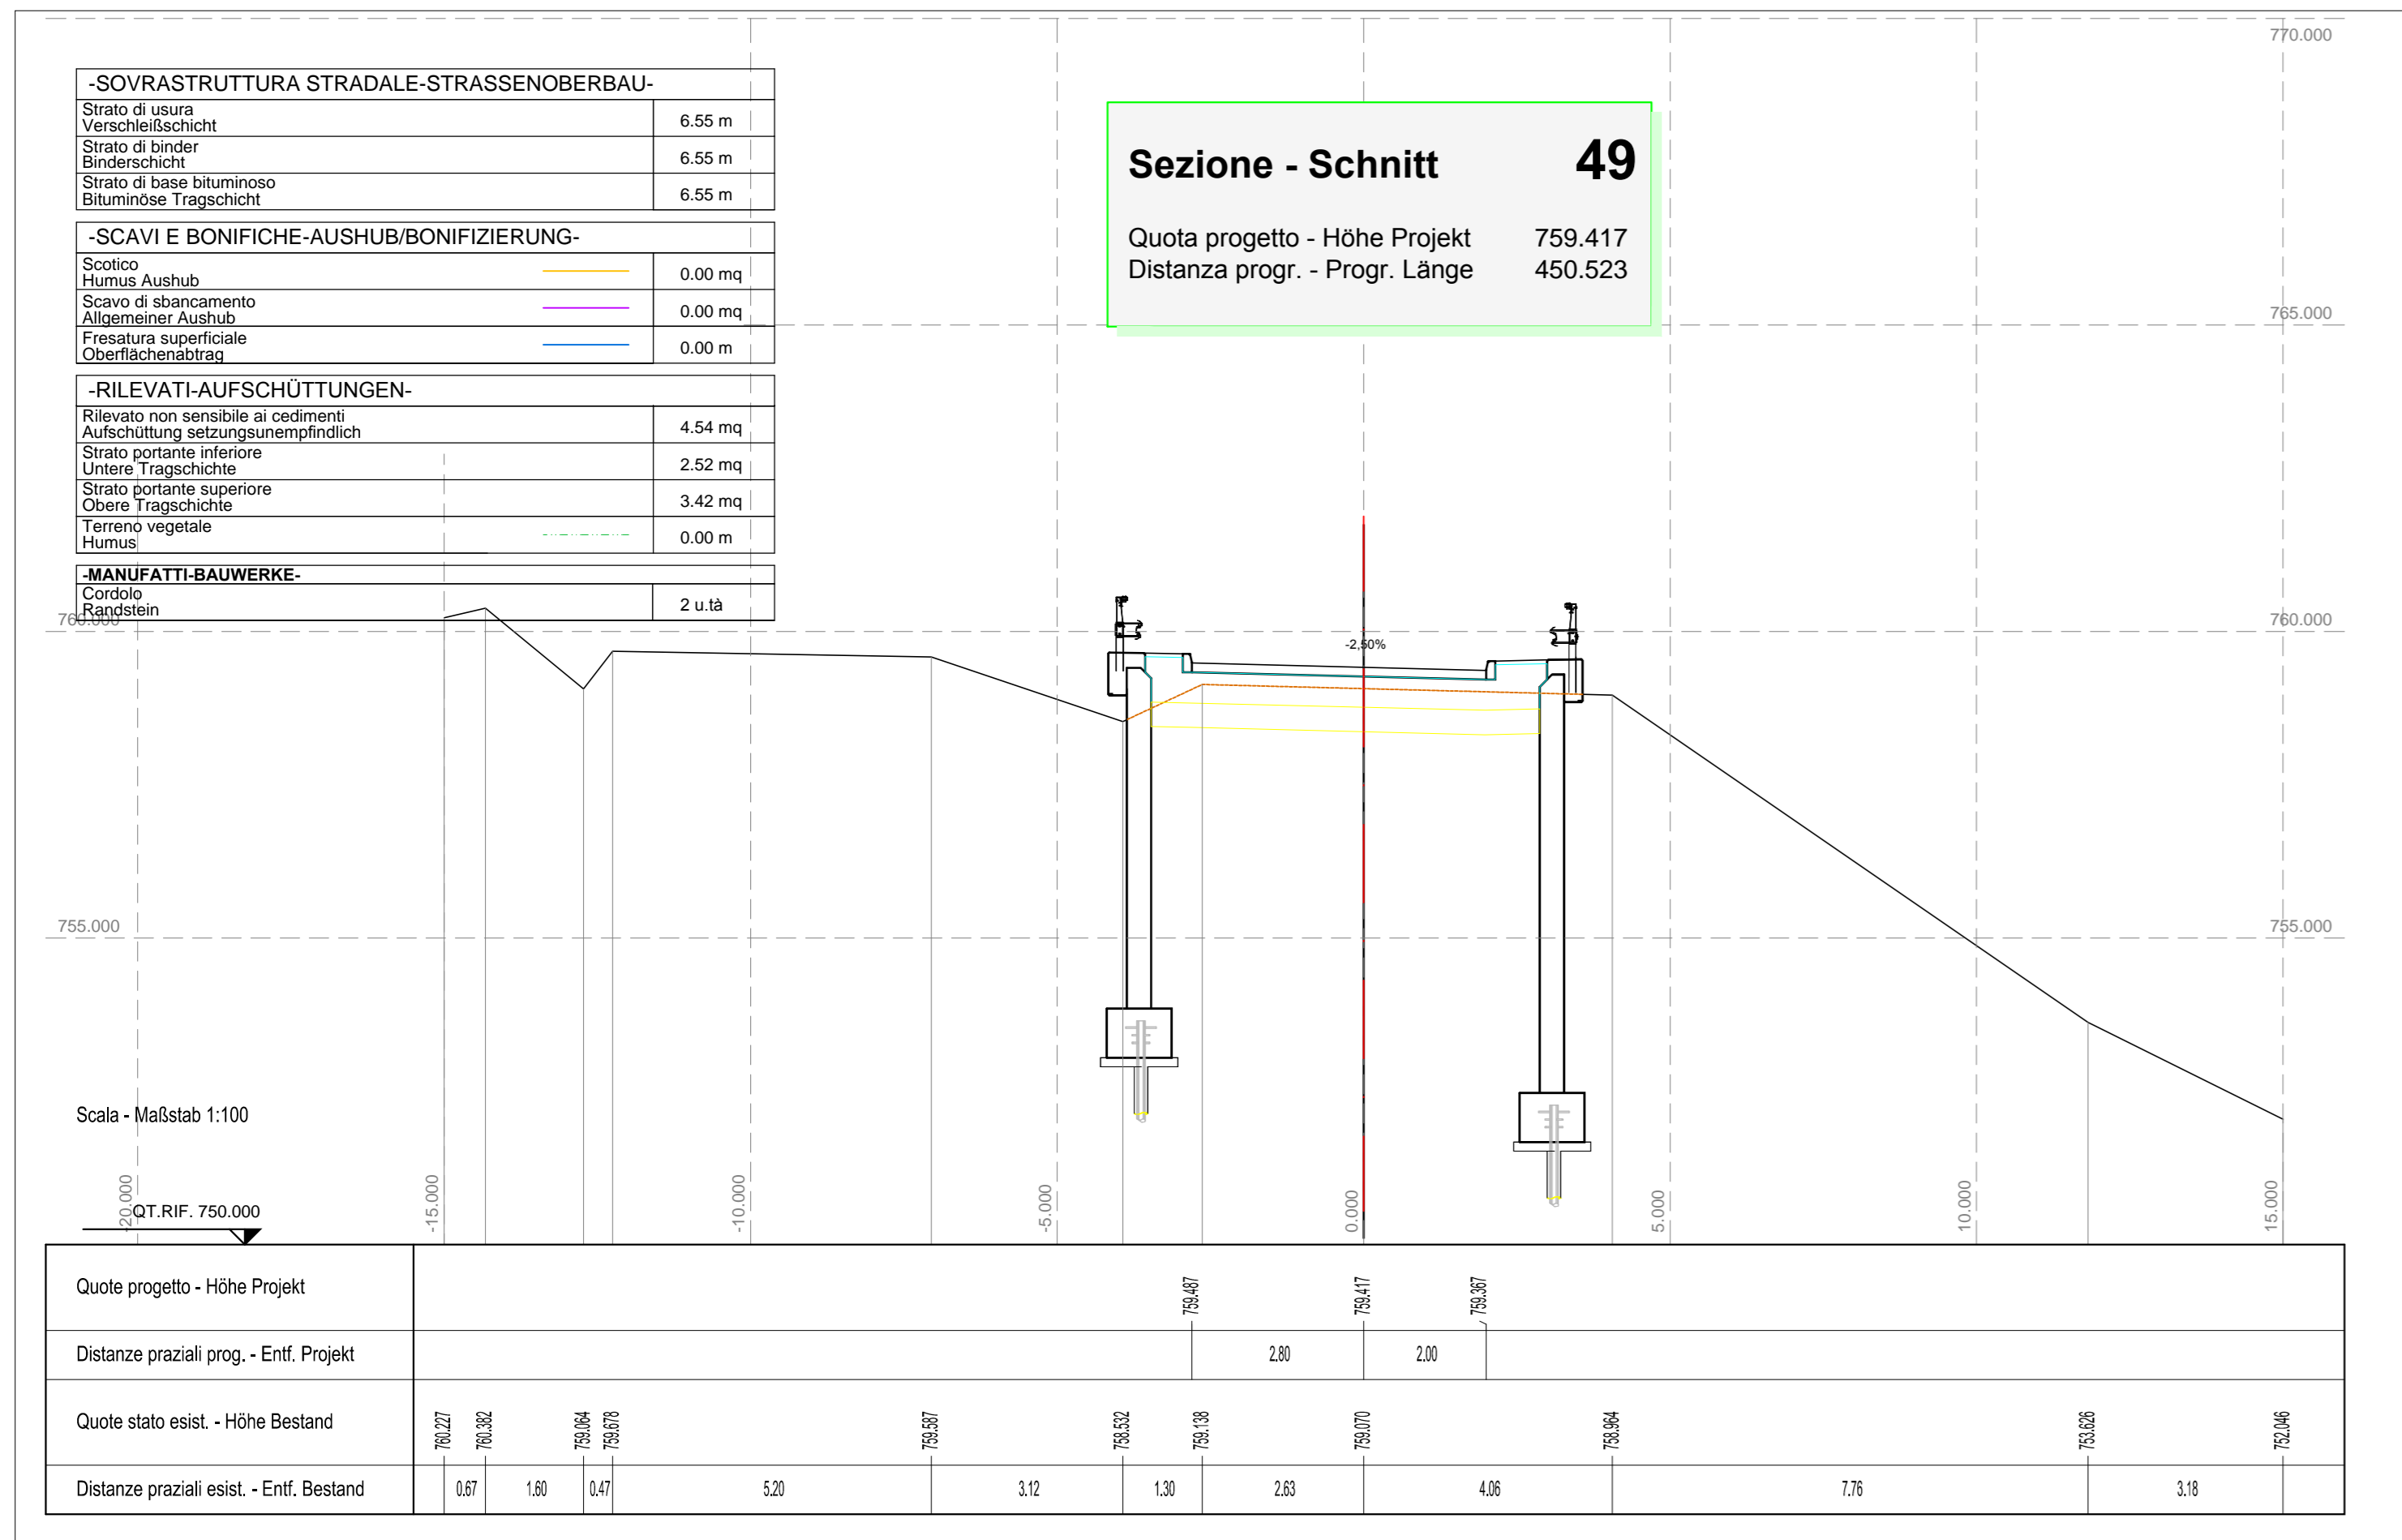 770.000
-SOVRASTRUTTURA STRADALE-STRASSENOBERBAU-
Strato di usura
Verschleißschicht
6.55 m
Strato di binder
Binderschicht
6.55 m
Strato di base bituminoso
Bituminöse Tragschicht
6.55 m
-SCAVI E BONIFICHE-AUSHUB/BONIFIZIERUNG-
Scotico
Humus Aushub
0.00 mq
Scavo di sbancamento
Allgemeiner Aushub
0.00 mq
Fresatura superficiale
Oberflächenabtrag
0.00 m
-RILEVATI-AUFSCHÜTTUNGEN-
Rilevato non sensibile ai cedimenti
Aufschüttung setzungsunempfindlich
4.54 mq
Strato portante inferiore
Untere Tragschichte
2.52 mq
Strato portante superiore
Obere Tragschichte
3.42 mq
Terreno vegetale
Humus
0.00 m
-MANUFATTI-BAUWERKE-
Cordolo
Randstein
2 u.tà
Sezione - Schnitt 49
Quota progetto - Höhe Projekt 759.417
Distanza progr. - Progr. Länge 450.523
765.000
760.000
760.000
-2,50%
755.000
755.000
Scala - Maßstab 1:100
QT.RIF. 750.000
-20.000
-15.000
-10.000
-5.000
0.000
5.000
10.000
15.000
Quote progetto - Höhe Projekt
759.487
759.417
759.367
Distanze praziali prog. - Entf. Projekt
2.80
2.00
Quote stato esist. - Höhe Bestand
760.227
760.382
759.064
759.678
759.587
758.532
759.138
759.070
758.964
753.626
752.046
Distanze praziali esist. - Entf. Bestand
0.67
1.60
0.47
5.20
3.12
1.30
2.63
4.06
7.76
3.18